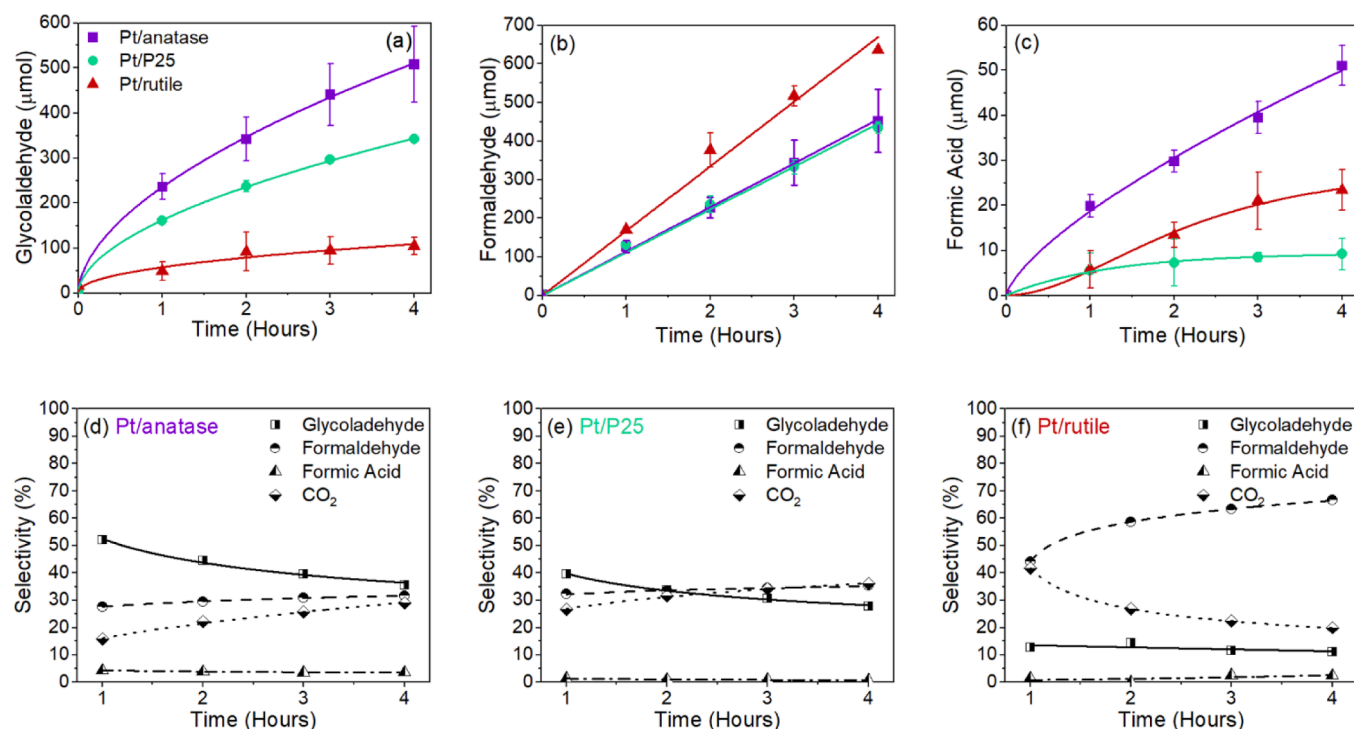 (a)
Pt/anatase
Pt/P25
Pt/rutile
Glycolaldehyde (μmol)
600
500
400
300
200
100
0
0 1 2 3 4
Time (Hours)
(b)
Formaldehyde (μmol)
700
600
500
400
300
200
100
0
0 1 2 3 4
Time (Hours)
(c)
Formic Acid (μmol)
60
50
40
30
20
10
0
0 1 2 3 4
Time (Hours)
(d) Pt/anatase
Glycoladehyde
Formaldehyde
Formic Acid
CO₂
Selectivity (%)
100
90
80
70
60
50
40
30
20
10
0
1 2 3 4
Time (Hours)
(e) Pt/P25
Glycoladehyde
Formaldehyde
Formic Acid
CO₂
Selectivity (%)
100
90
80
70
60
50
40
30
20
10
0
1 2 3 4
Time (Hours)
(f) Pt/rutile
Glycoladehyde
Formaldehyde
Formic Acid
CO₂
Selectivity (%)
100
90
80
70
60
50
40
30
20
10
0
1 2 3 4
Time (Hours)